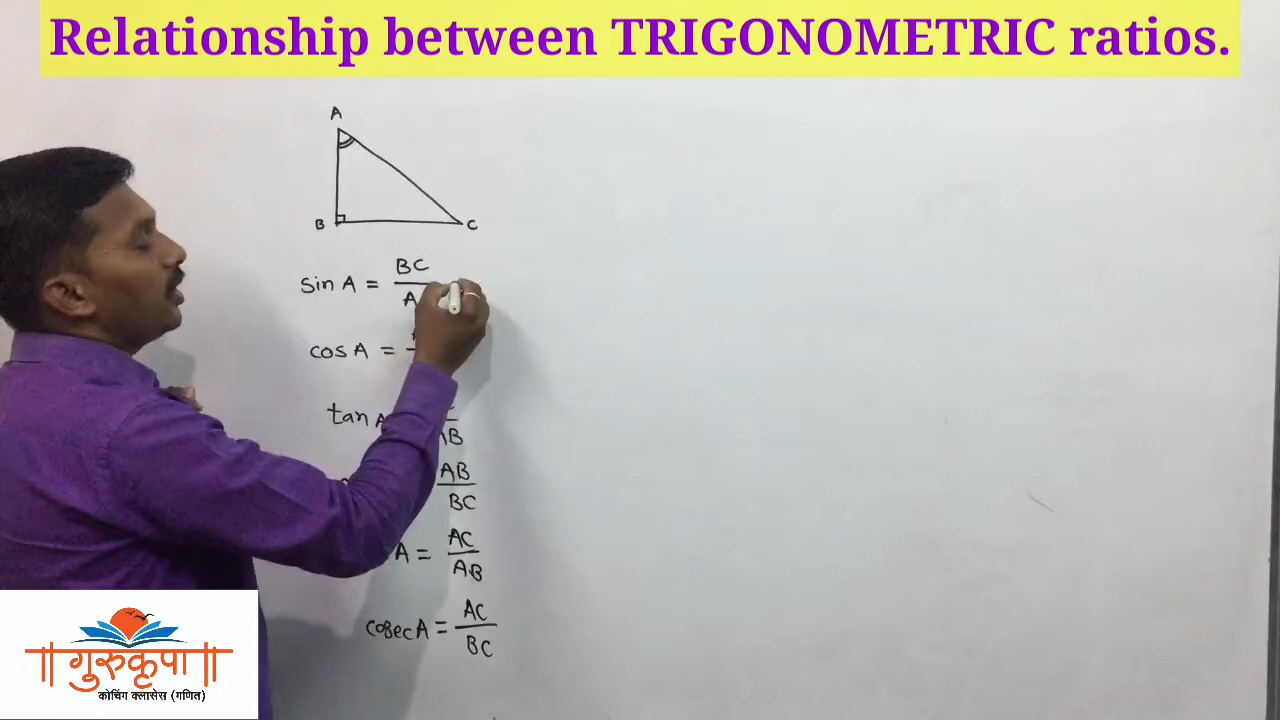 Relationship between TRIGONOMETRIC ratios.
A
B
C
sin A = BC / A
cos A =
tan A / AB
AB / BC
A = AC / AB
cosec A = AC / BC
गुरुकृपा
कोचिंग क्लासेस (गणित)